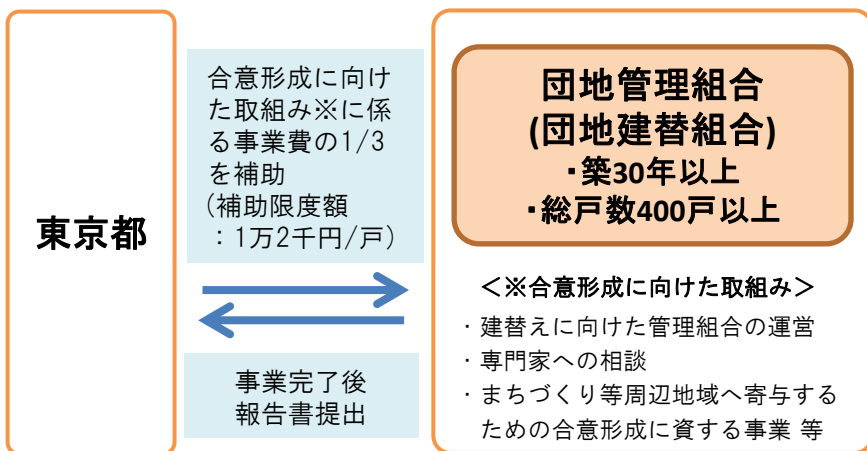 東京都
合意形成に向け
た取組み※に係
る事業費の1/3
を補助
(補助限度額
:1万2千円/戸)
事業完了後
報告書提出
団地管理組合
(団地建替組合)
・築30年以上
・総戸数400戸以上
<※合意形成に向けた取組み>
・建替えに向けた管理組合の運営
・専門家への相談
・まちづくり等周辺地域へ寄与する
ための合意形成に資する事業 等